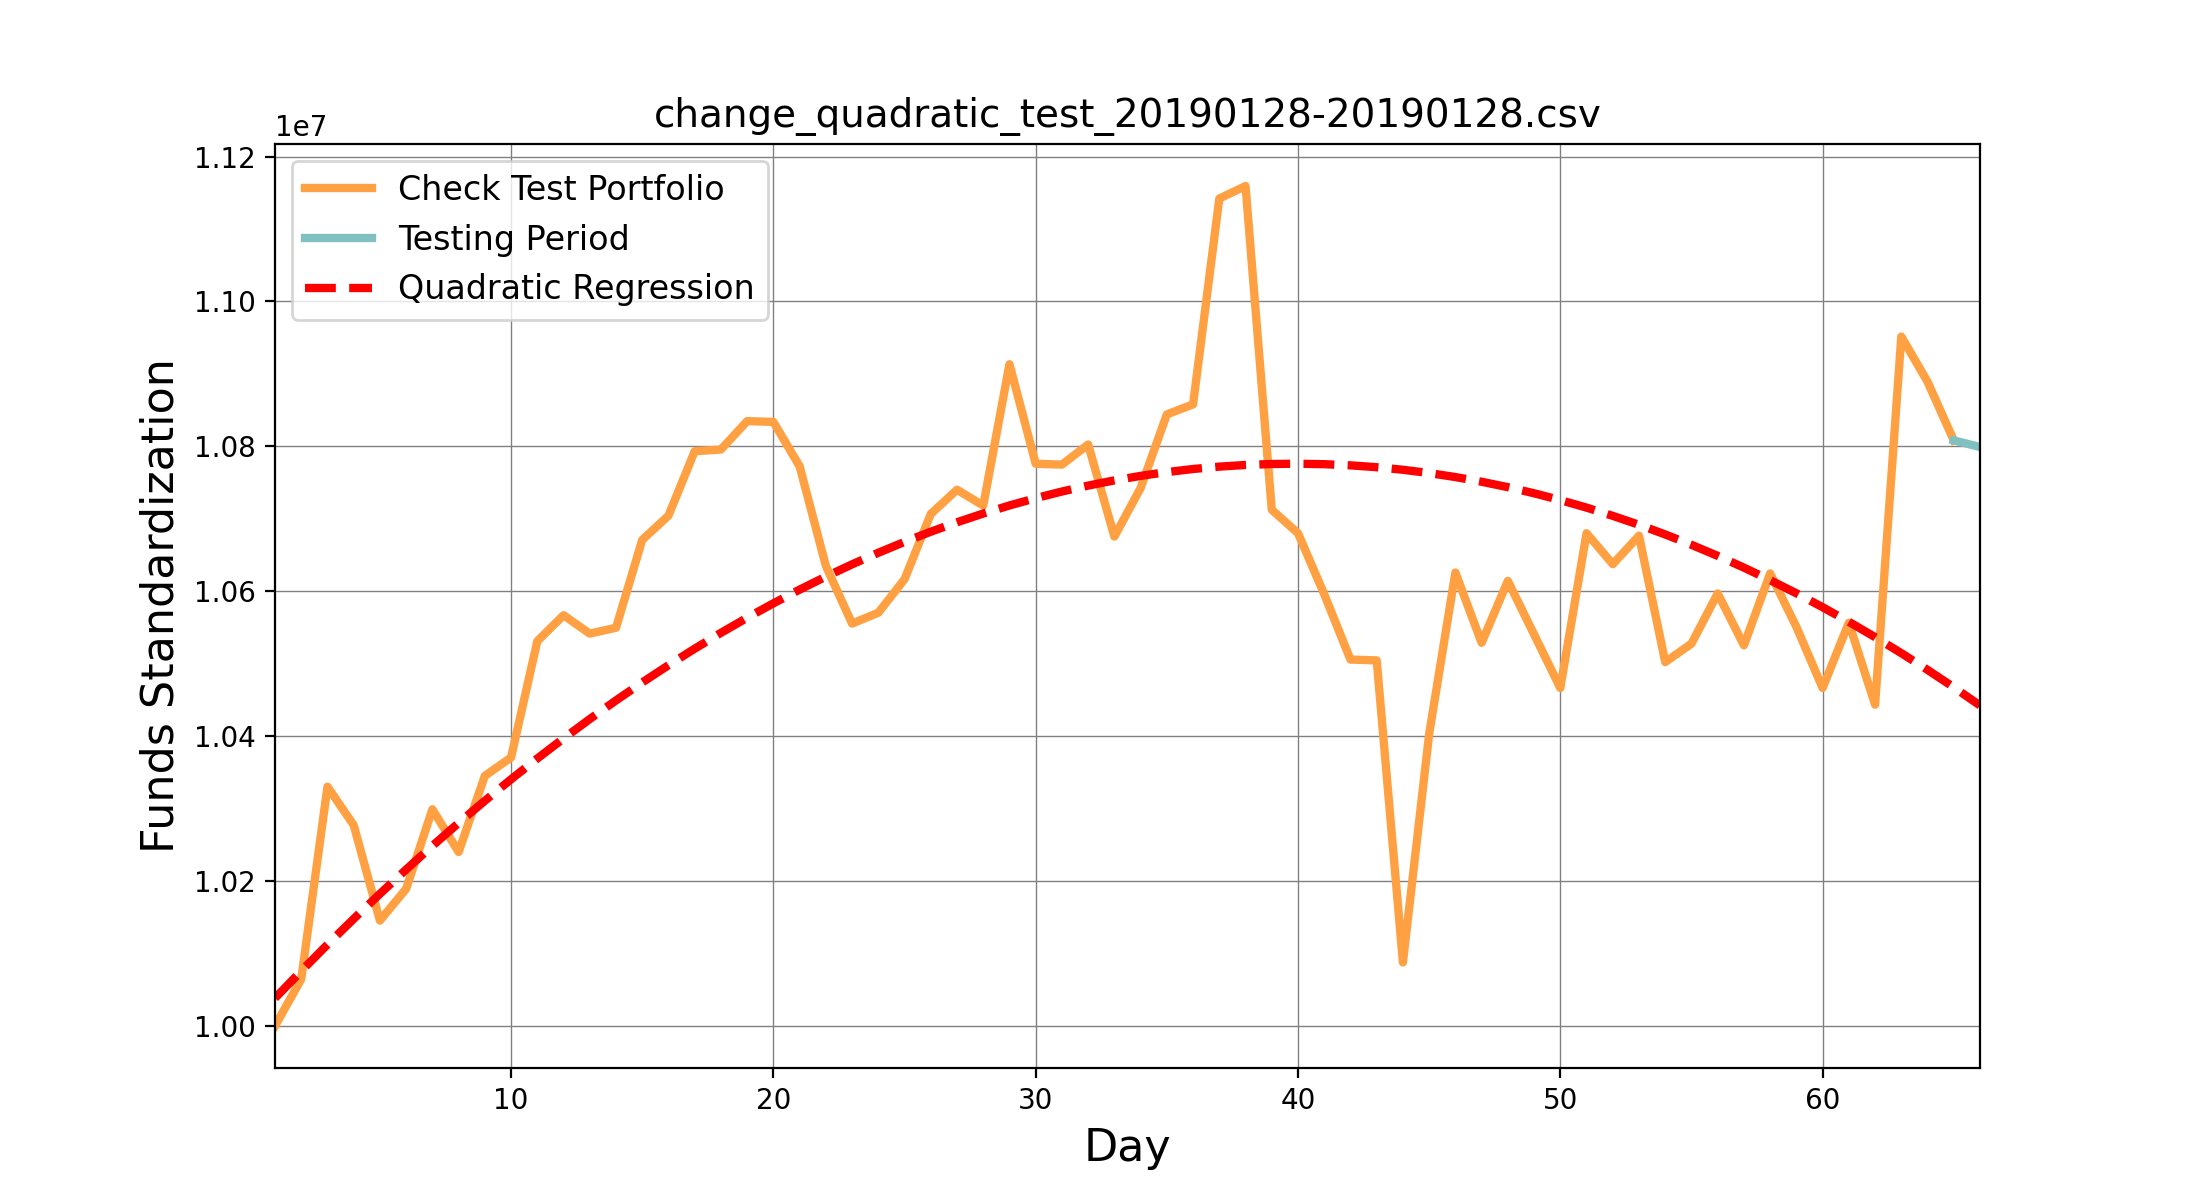 change_quadratic_test_20190128-20190128.csv
1e7
1.12
1.10
1.08
1.06
1.04
1.02
1.00
Funds Standardization
Check Test Portfolio
Testing Period
Quadratic Regression
10 20 30 40 50 60
Day